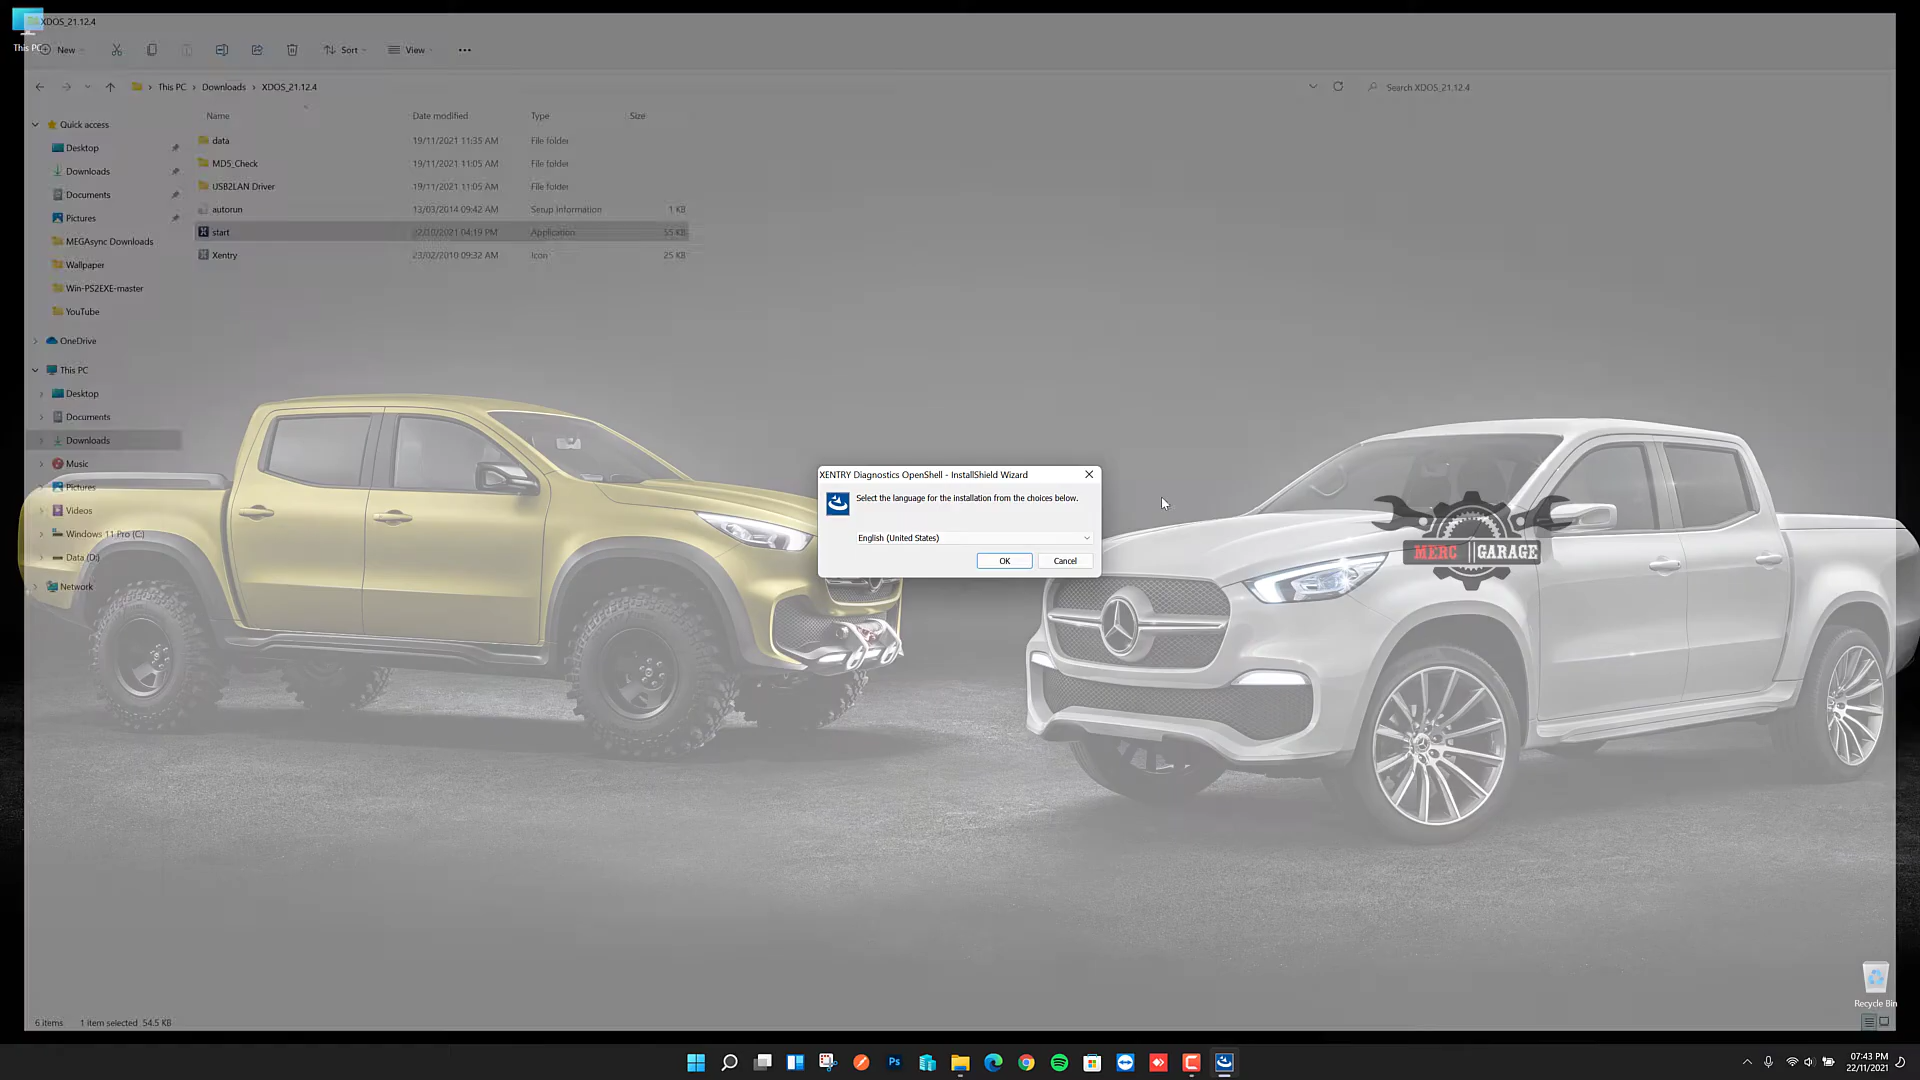 XDOS_21.12.4
This PC
New
Sort
View
This PC > Downloads > XDOS_21.12.4
Search XDOS_21.12.4
Name Date modified Type Size
Quick access
Desktop
Downloads
Documents
Pictures
MEGAsync Downloads
Wallpaper
Win-PS2EXE-master
YouTube
OneDrive
This PC
Desktop
Documents
Downloads
Music
Pictures
Videos
Windows 11 Pro (C:)
Data (D:)
Network
data 19/11/2021 11:35 AM File folder
MD5_Check 19/11/2021 11:05 AM File folder
USB2LAN Driver 19/11/2021 11:05 AM File folder
autorun 13/03/2014 09:42 AM Setup Information 1 KB
start 04:19 PM Application 55 KB
Xentry 23/02/2010 09:32 AM Icon 25 KB
XENTRY Diagnostics OpenShell - InstallShield Wizard
Select the language for the installation from the choices below.
English (United States)
OK Cancel
MERC GARAGE
Recycle Bin
6 items 1 item selected 54.5 KB
Ps
07:43 PM
22/11/2021